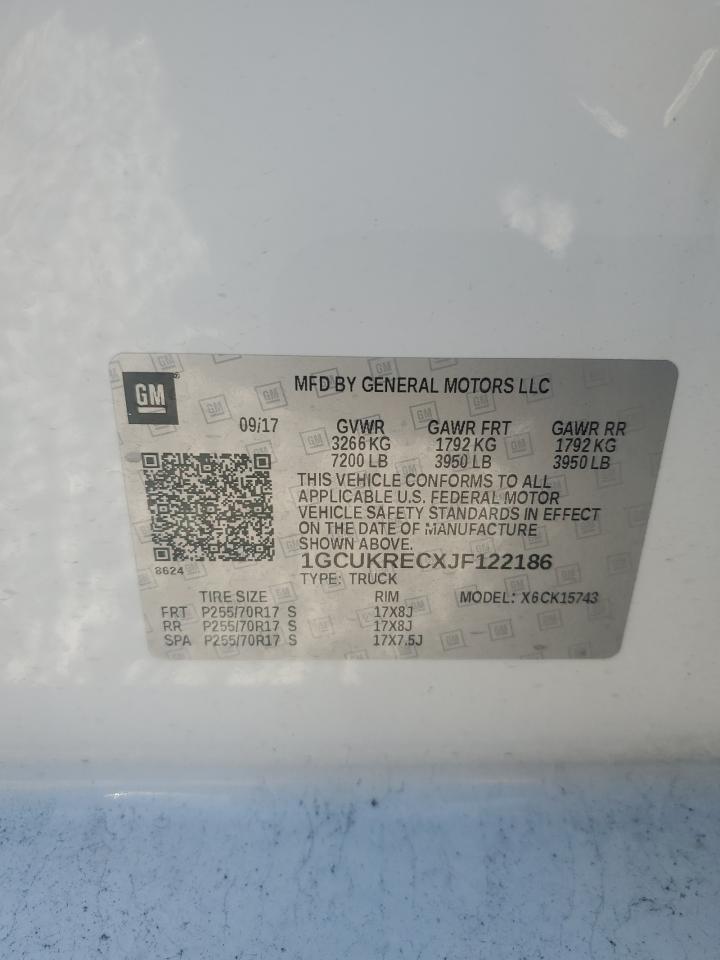 GM
MFD BY GENERAL MOTORS LLC
09/17 GVWR GAWR FRT GAWR RR
3266 KG 1792 KG 1792 KG
7200 LB 3950 LB 3950 LB
THIS VEHICLE CONFORMS TO ALL
APPLICABLE U.S. FEDERAL MOTOR
VEHICLE SAFETY STANDARDS IN EFFECT
ON THE DATE OF MANUFACTURE
SHOWN ABOVE.
8624 1GCUKRECXJF122186
TYPE: TRUCK
TIRE SIZE RIM MODEL: X6CK15743
FRT P255/70R17 S 17X8J
RR P255/70R17 S 17X8J
SPA P255/70R17 S 17X7.5J